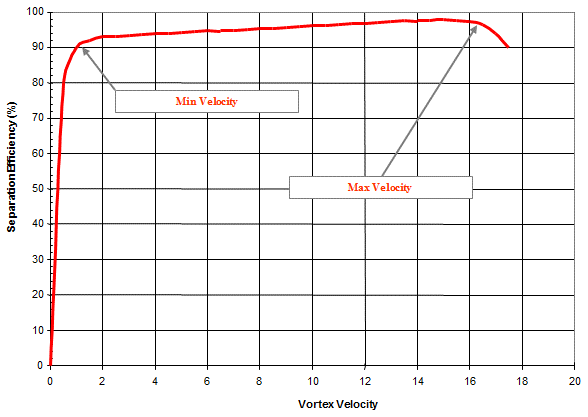 100
90
80
70
60
50
40
30
20
10
0
Separation Efficiency (%)
Min Velocity
Max Velocity
0 2 4 6 8 10 12 14 16 18 20
Vortex Velocity